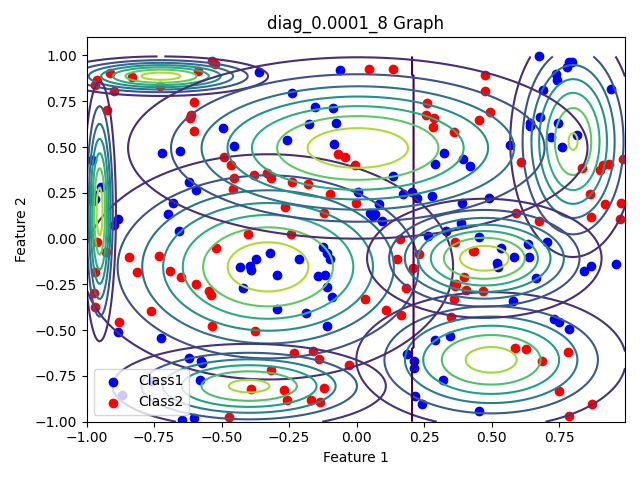 diag_0.0001_8 Graph
1.00
0.75
0.50
0.25
0.00
−0.25
−0.50
−0.75
−1.00
Feature 2
Class1
Class2
−1.00 −0.75 −0.50 −0.25 0.00 0.25 0.50 0.75
Feature 1